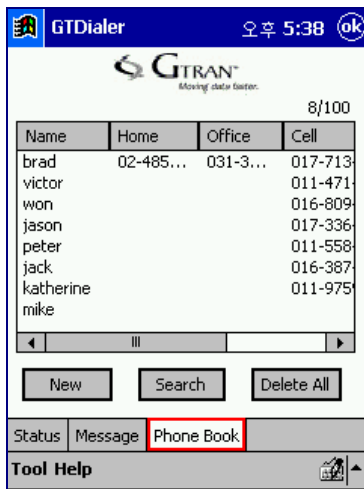 GTDialer 오후 5:38 ok
GTRAN™
Moving data faster.
8/100
Name Home Office Cell
brad 02-485... 031-3... 017-713-
victor 011-471-
won 016-809-
jason 017-336-
peter 011-558-
jack 016-387-
katherine 011-975
mike
New Search Delete All
Status Message Phone Book
Tool Help